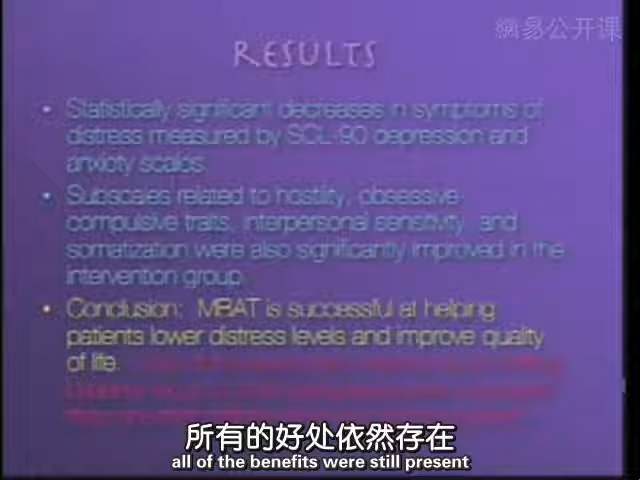 網易公开课
RESULTS
• Statistically significant decreases in symptoms of
distress measured by SCL-90 depression and
anxiety scales.
• Subscales related to hostility, obsessive
compulsive traits, interpersonal sensitivity, and
somatization were also significantly improved in the
intervention group.
• Conclusion: MBAT is successful at helping
patients lower distress levels and improve quality
of life.
所有的好处依然存在
all of the benefits were still present